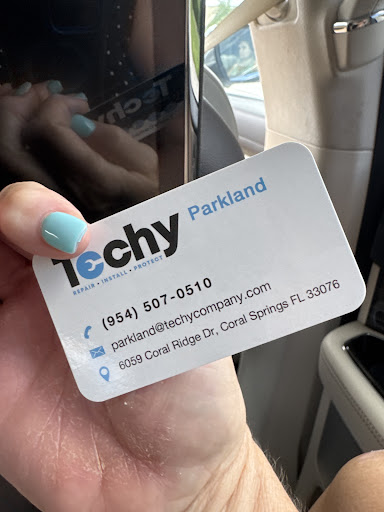 Techy Parkland
REPAIR • INSTALL • PROTECT
(954) 507-0510
parkland@techycompany.com
6059 Coral Ridge Dr, Coral Springs FL 33076
Techy